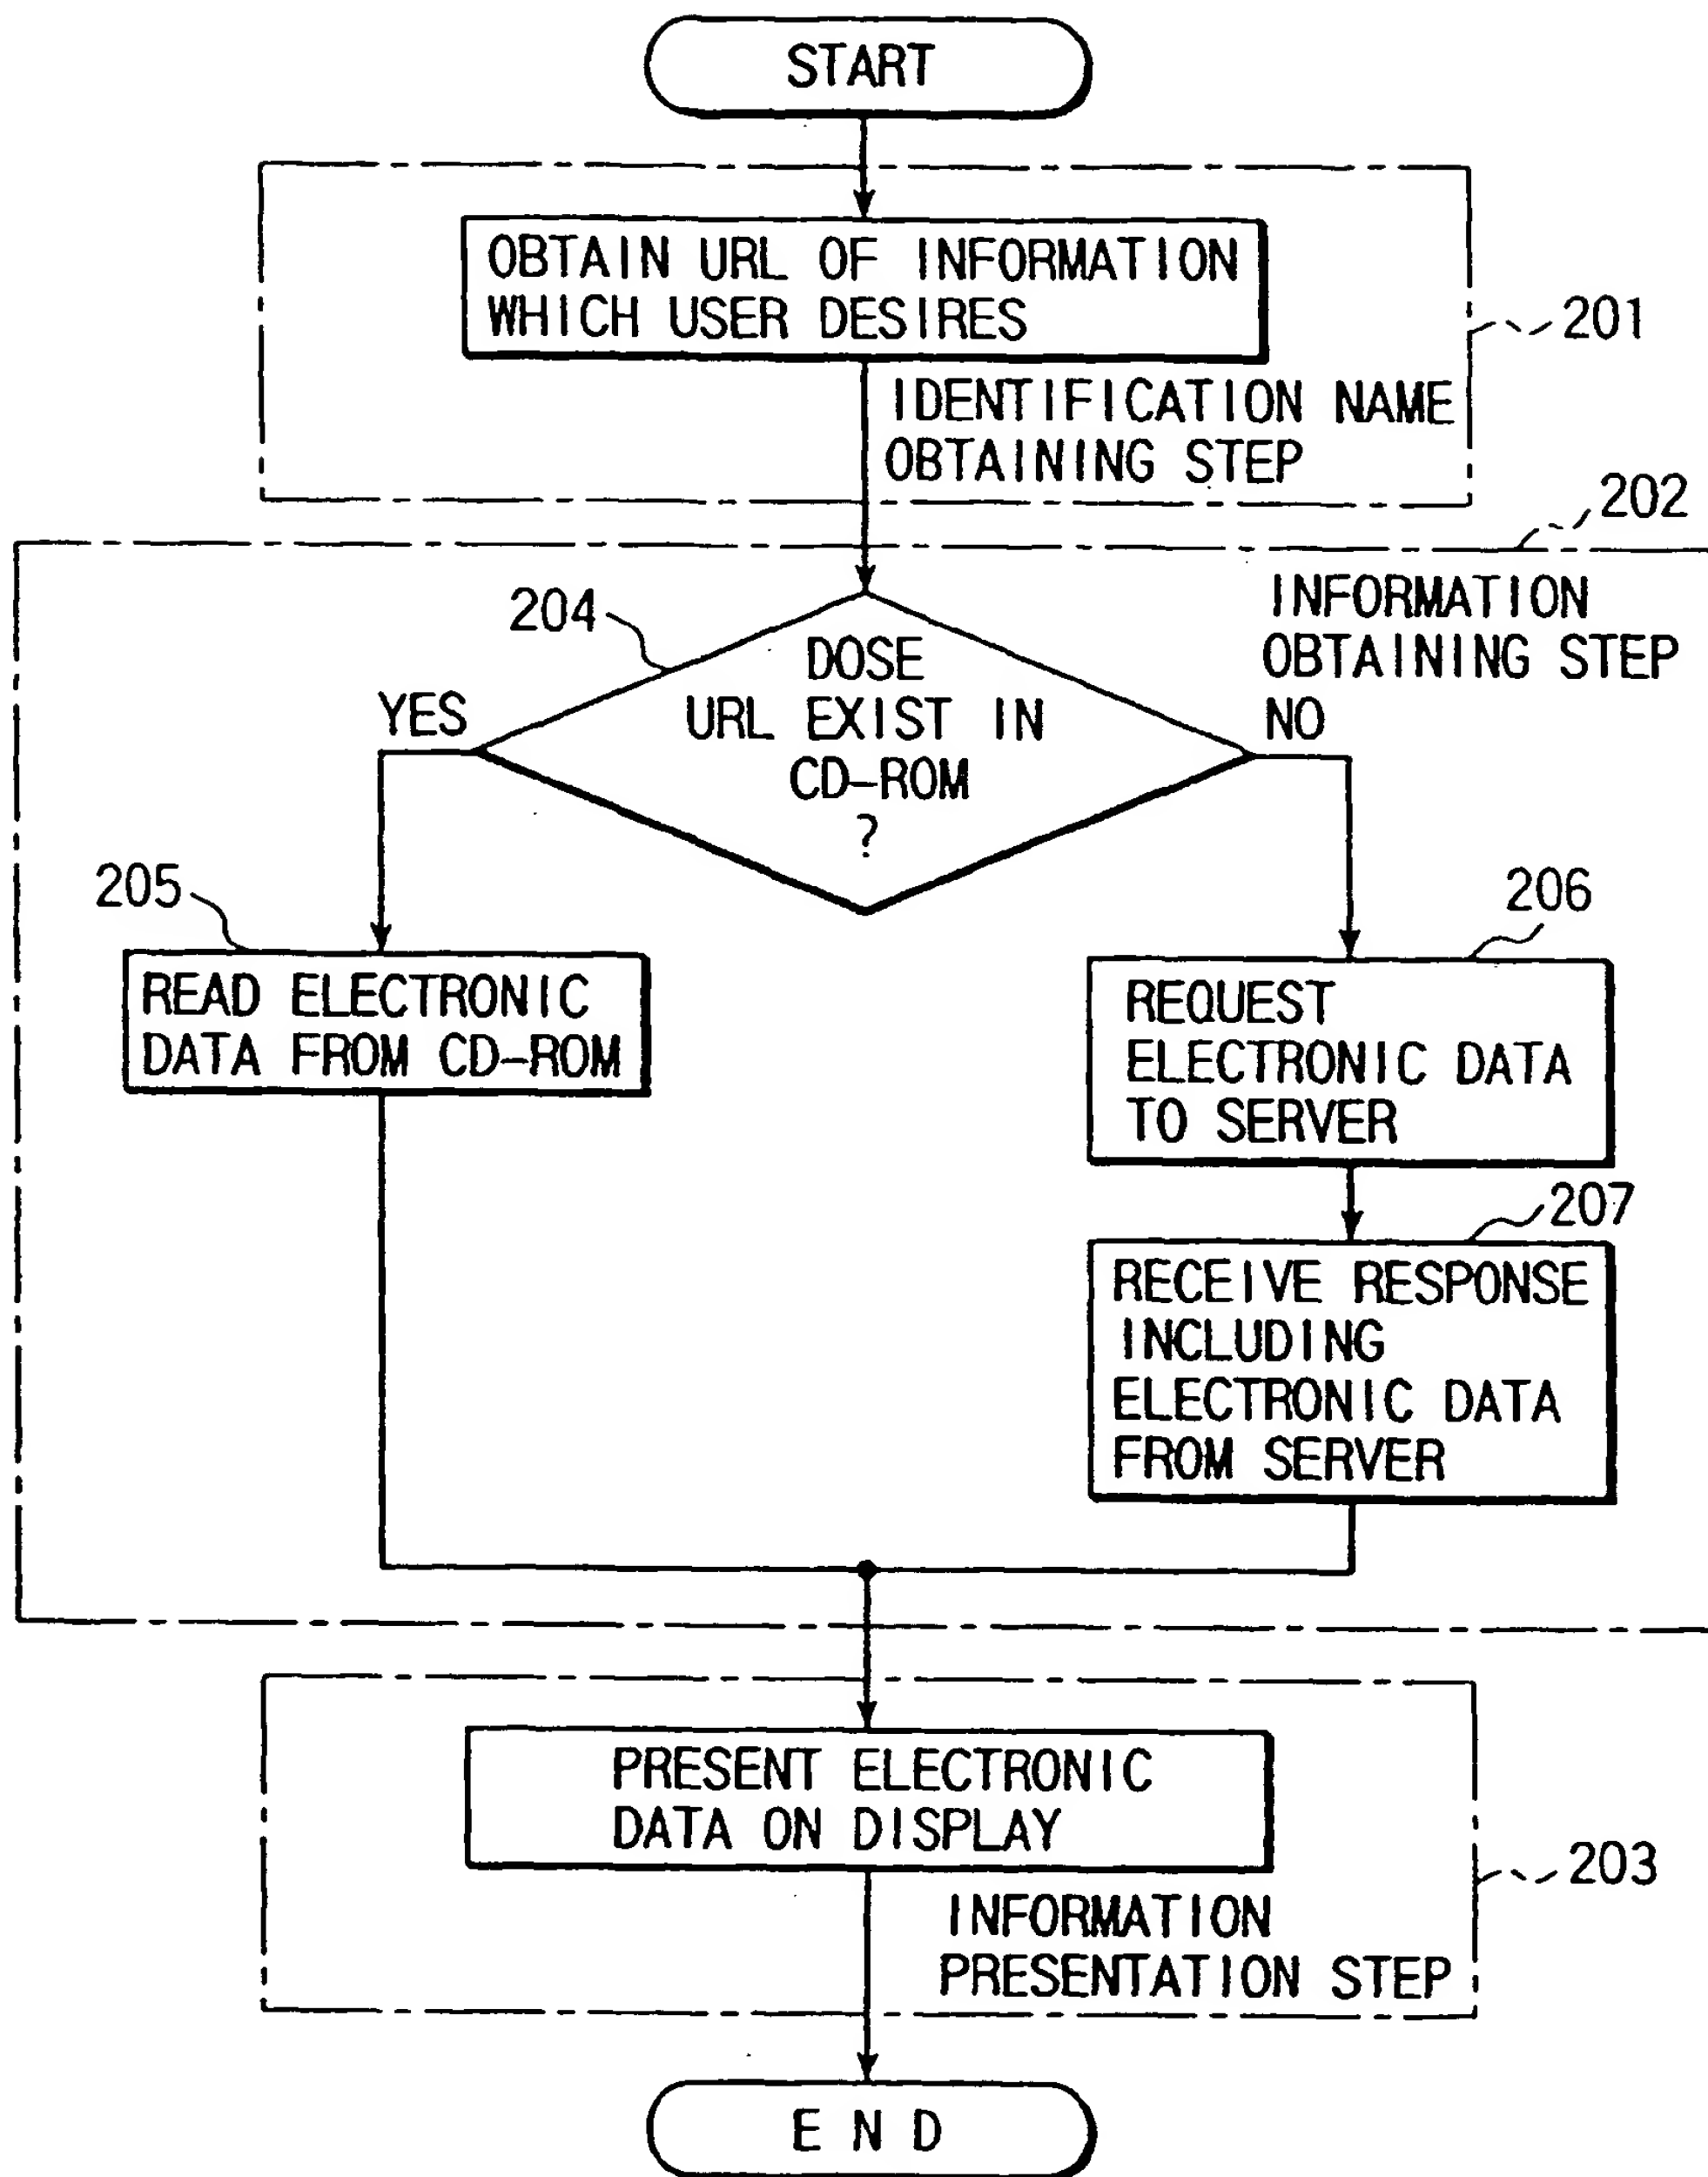 START
OBTAIN URL OF INFORMATION
WHICH USER DESIRES
201
IDENTIFICATION NAME
OBTAINING STEP
202
INFORMATION
OBTAINING STEP
204
DOSE
URL EXIST IN
CD-ROM
?
YES
NO
205
READ ELECTRONIC
DATA FROM CD-ROM
206
REQUEST
ELECTRONIC DATA
TO SERVER
207
RECEIVE RESPONSE
INCLUDING
ELECTRONIC DATA
FROM SERVER
PRESENT ELECTRONIC
DATA ON DISPLAY
203
INFORMATION
PRESENTATION STEP
END